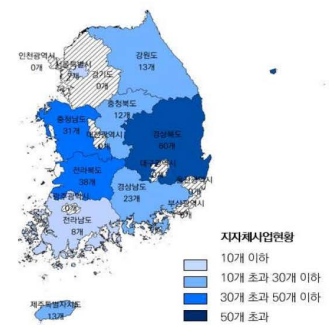 인천광역시
0개
서울특별시
7개
경기도
0개
강원도
13개
충청북도
12개
충청남도
31개
경상북도
대구광역시
전라북도
38개
경상남도
23개
부산광역시
광주광역시
0개
전라남도
8개
제주특별자치도
13개
지자체사업현황
10개 이하
10개 초과 30개 이하
30개 초과 50개 이하
50개 초과